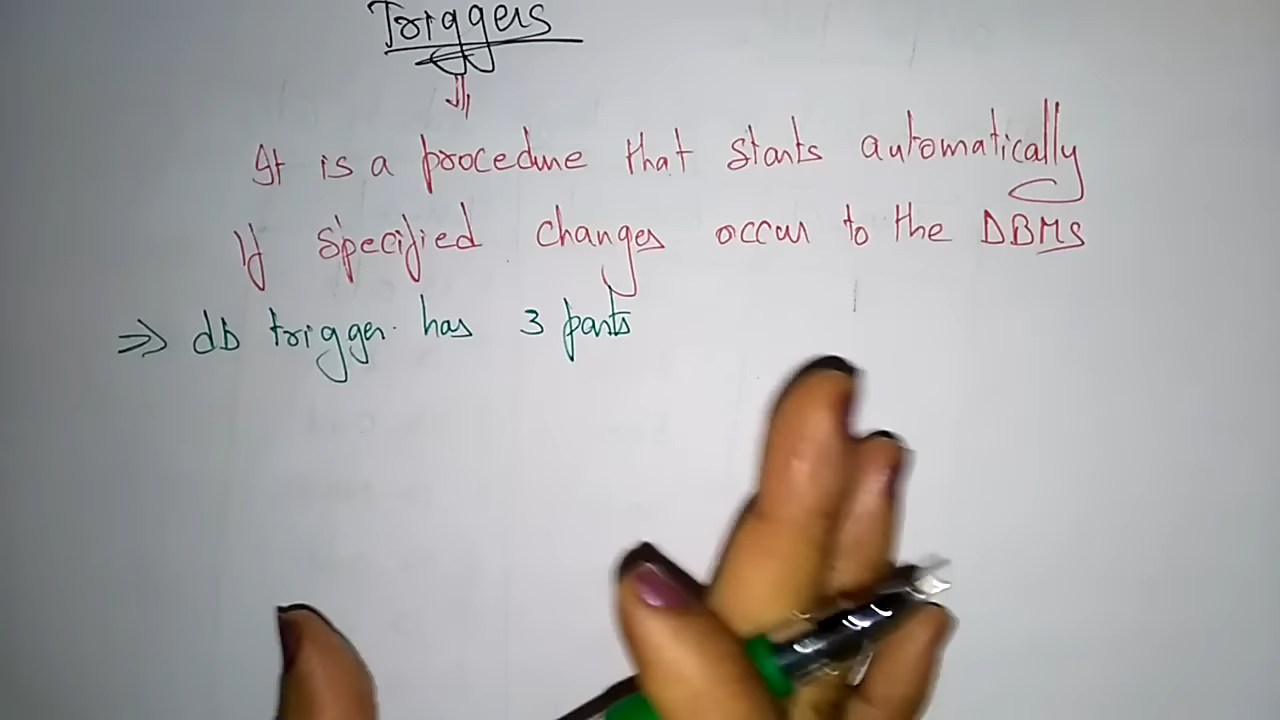 Triggers
It is a procedure that starts automatically
If specified changes occur to the DBMS
⇒ db trigger has 3 parts